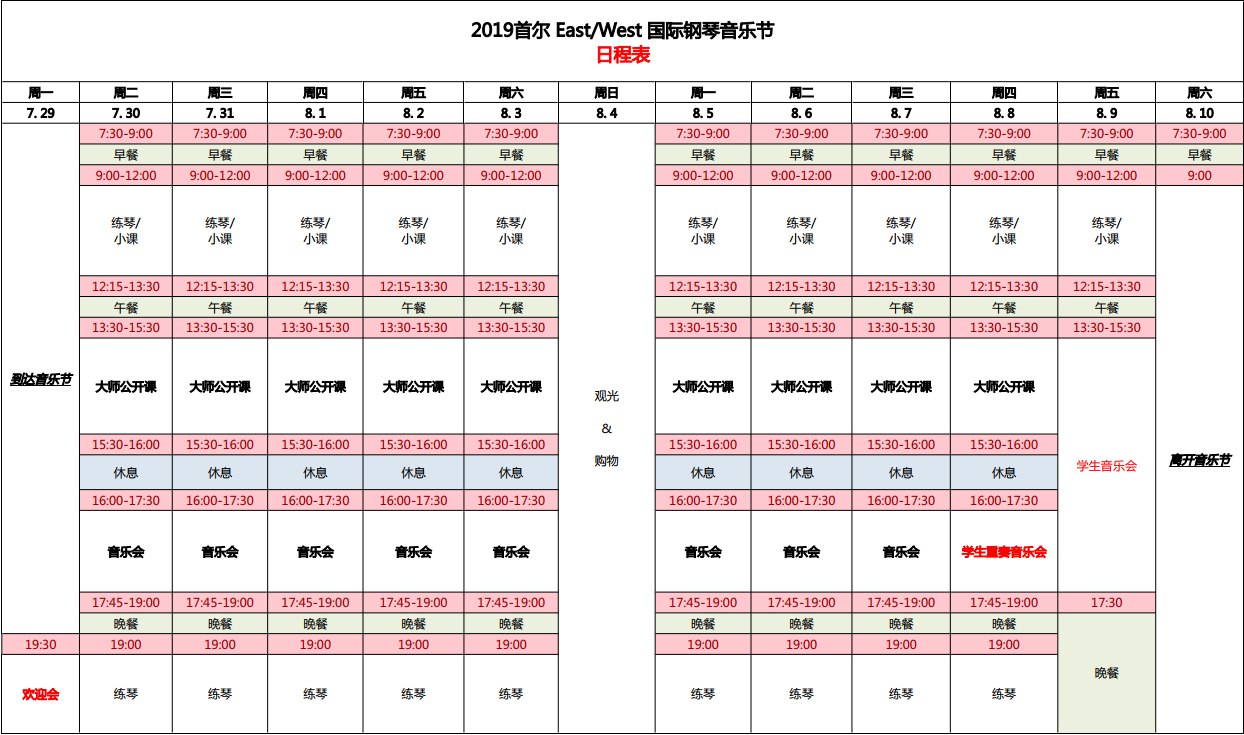 2019首尔 East/West 国际钢琴音乐节
日程表
周一 周二 周三 周四 周五 周六 周日 周一 周二 周三 周四 周五 周六
7. 29 7. 30 7. 31 8. 1 8. 2 8. 3 8. 4 8. 5 8. 6 8. 7 8. 8 8. 9 8. 10
7:30-9:00 7:30-9:00 7:30-9:00 7:30-9:00 7:30-9:00 7:30-9:00 7:30-9:00 7:30-9:00 7:30-9:00 7:30-9:00 7:30-9:00
早餐 早餐 早餐 早餐 早餐 早餐 早餐 早餐 早餐 早餐 早餐
9:00-12:00 9:00-12:00 9:00-12:00 9:00-12:00 9:00-12:00 9:00-12:00 9:00-12:00 9:00-12:00 9:00-12:00 9:00-12:00 9:00
练琴/ 练琴/ 练琴/ 练琴/ 练琴/ 练琴/ 练琴/ 练琴/ 练琴/ 练琴/
小课 小课 小课 小课 小课 小课 小课 小课 小课 小课
12:15-13:30 12:15-13:30 12:15-13:30 12:15-13:30 12:15-13:30 12:15-13:30 12:15-13:30 12:15-13:30 12:15-13:30 12:15-13:30
午餐 午餐 午餐 午餐 午餐 午餐 午餐 午餐 午餐 午餐
13:30-15:30 13:30-15:30 13:30-15:30 13:30-15:30 13:30-15:30 13:30-15:30 13:30-15:30 13:30-15:30 13:30-15:30 13:30-15:30
到达音乐节 大师公开课 大师公开课 大师公开课 大师公开课 大师公开课 大师公开课 大师公开课 大师公开课 大师公开课
观光
&
购物
15:30-16:00 15:30-16:00 15:30-16:00 15:30-16:00 15:30-16:00 15:30-16:00 15:30-16:00 15:30-16:00 15:30-16:00
休息 休息 休息 休息 休息 休息 休息 休息 休息 学生音乐会 离开音乐节
16:00-17:30 16:00-17:30 16:00-17:30 16:00-17:30 16:00-17:30 16:00-17:30 16:00-17:30 16:00-17:30 16:00-17:30
音乐会 音乐会 音乐会 音乐会 音乐会 音乐会 音乐会 音乐会 学生重奏音乐会
17:45-19:00 17:45-19:00 17:45-19:00 17:45-19:00 17:45-19:00 17:45-19:00 17:45-19:00 17:45-19:00 17:45-19:00 17:30
晚餐 晚餐 晚餐 晚餐 晚餐 晚餐 晚餐 晚餐 晚餐
19:30 19:00 19:00 19:00 19:00 19:00 19:00 19:00 19:00 19:00
晚餐
欢迎会 练琴 练琴 练琴 练琴 练琴 练琴 练琴 练琴 练琴